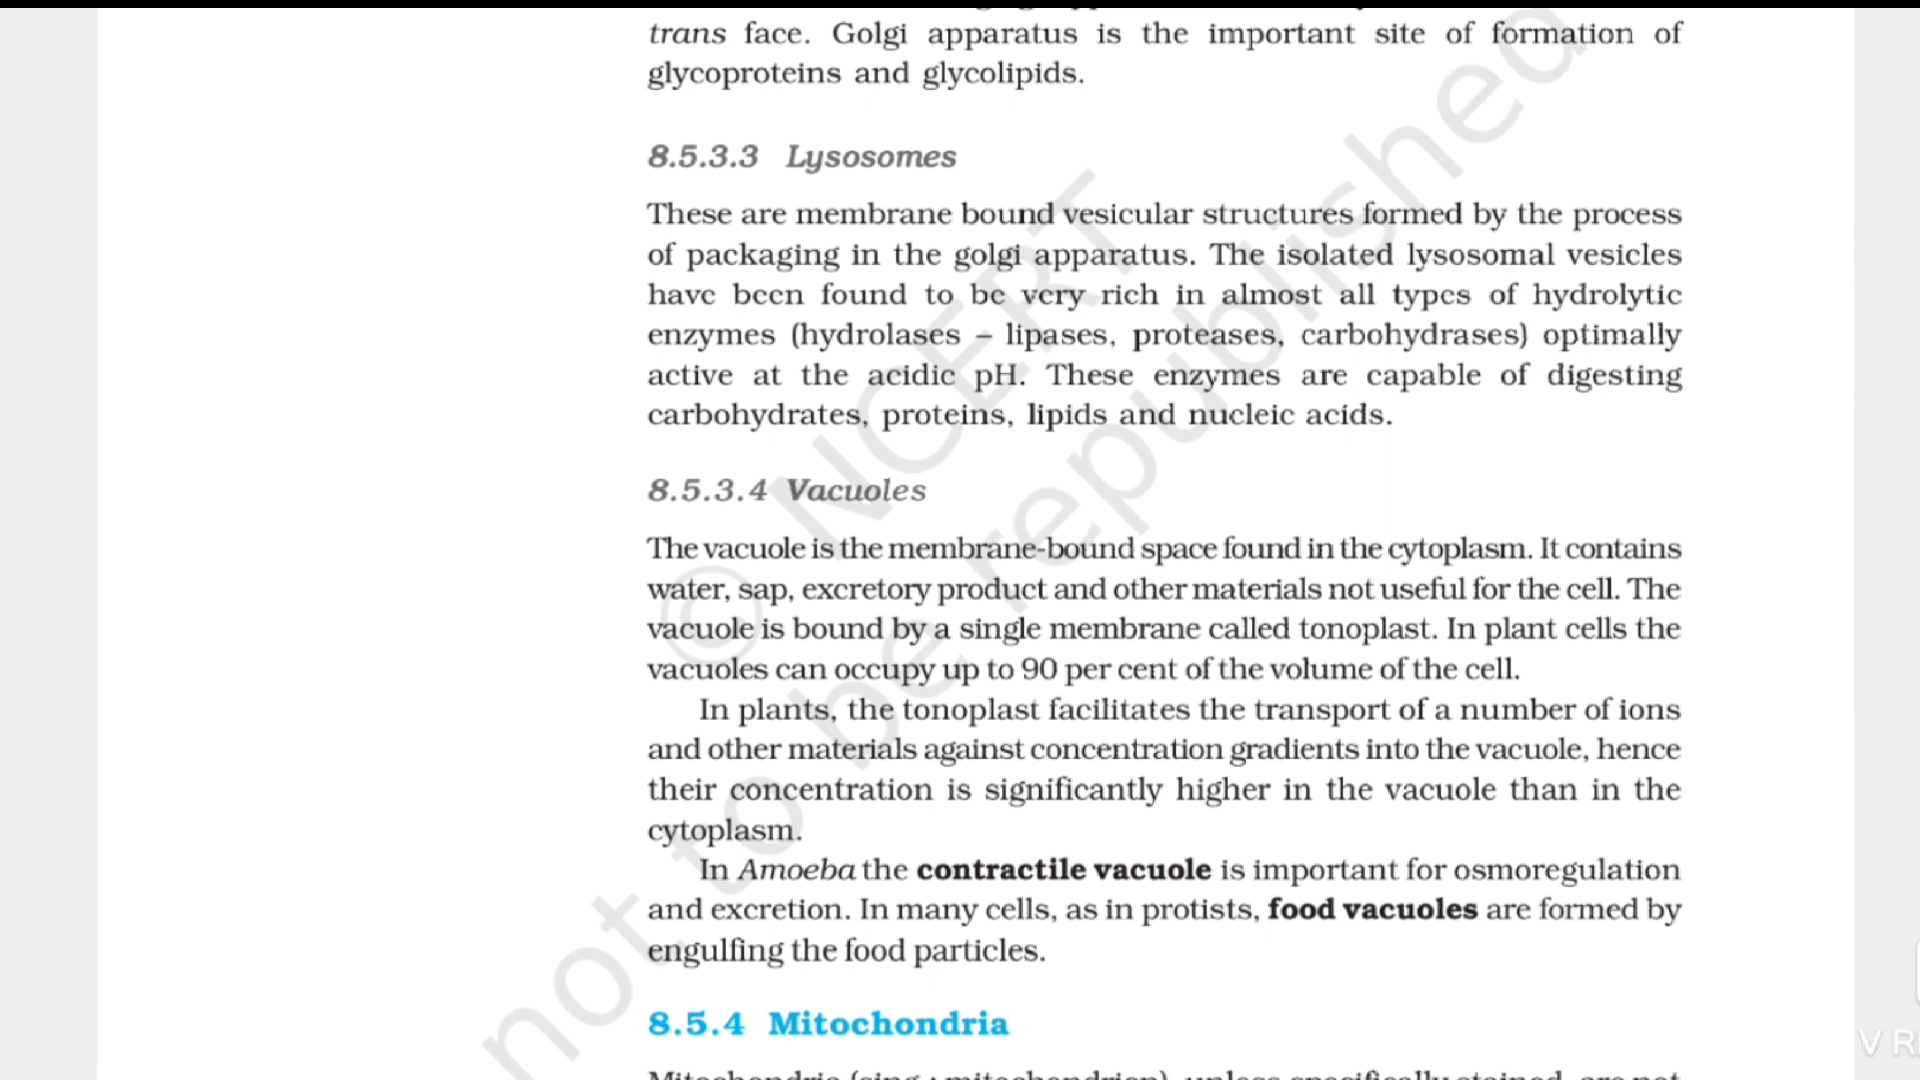 trans face. Golgi apparatus is the important site of formation of
glycoproteins and glycolipids.
8.5.3.3 Lysosomes
These are membrane bound vesicular structures formed by the process
of packaging in the golgi apparatus. The isolated lysosomal vesicles
have been found to be very rich in almost all types of hydrolytic
enzymes (hydrolases – lipases, proteases, carbohydrases) optimally
active at the acidic pH. These enzymes are capable of digesting
carbohydrates, proteins, lipids and nucleic acids.
8.5.3.4 Vacuoles
The vacuole is the membrane-bound space found in the cytoplasm. It contains
water, sap, excretory product and other materials not useful for the cell. The
vacuole is bound by a single membrane called tonoplast. In plant cells the
vacuoles can occupy up to 90 per cent of the volume of the cell.
In plants, the tonoplast facilitates the transport of a number of ions
and other materials against concentration gradients into the vacuole, hence
their concentration is significantly higher in the vacuole than in the
cytoplasm.
In Amoeba the contractile vacuole is important for osmoregulation
and excretion. In many cells, as in protists, food vacuoles are formed by
engulfing the food particles.
8.5.4 Mitochondria
Mitochondria (sing.: mitochondrion), unless specifically stained, are not
© NCERT
not to be republished
V R